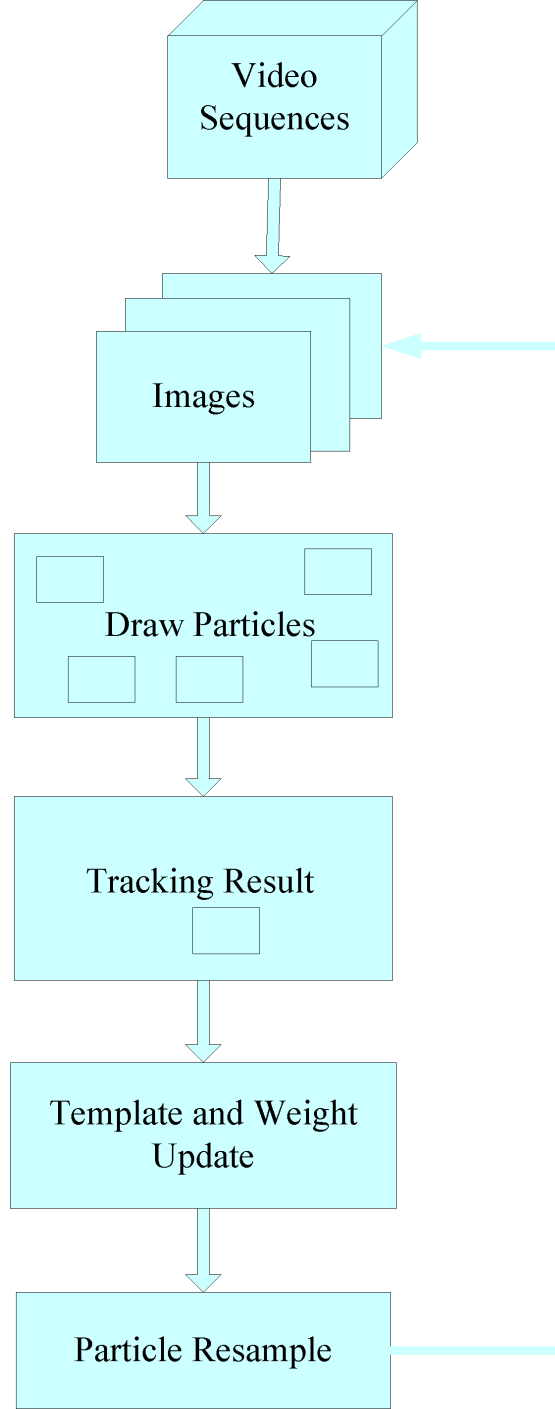 Video
Sequences
Images
Draw Particles
Tracking Result
Template and Weight
Update
Particle Resample